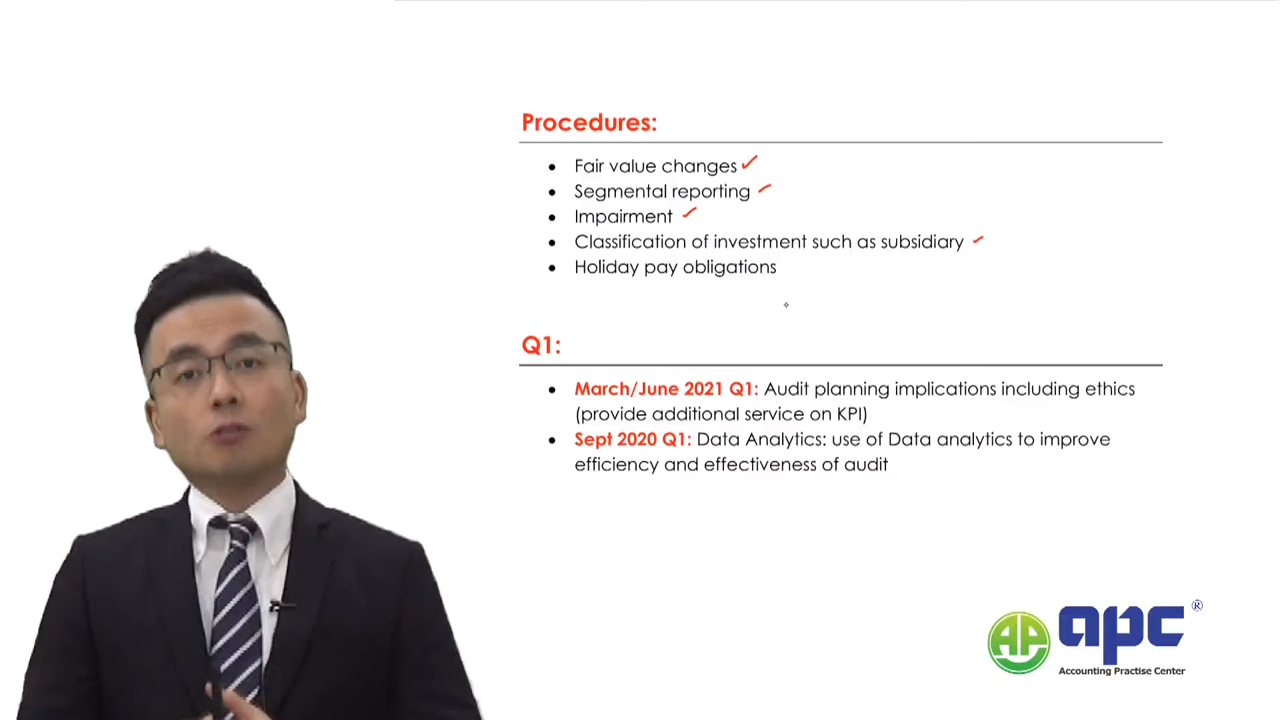 Procedures:
• Fair value changes
• Segmental reporting
• Impairment
• Classification of investment such as subsidiary
• Holiday pay obligations
Q1:
• March/June 2021 Q1: Audit planning implications including ethics
(provide additional service on KPI)
• Sept 2020 Q1: Data Analytics: use of Data analytics to improve
efficiency and effectiveness of audit
AP
apc®
Accounting Practise Center